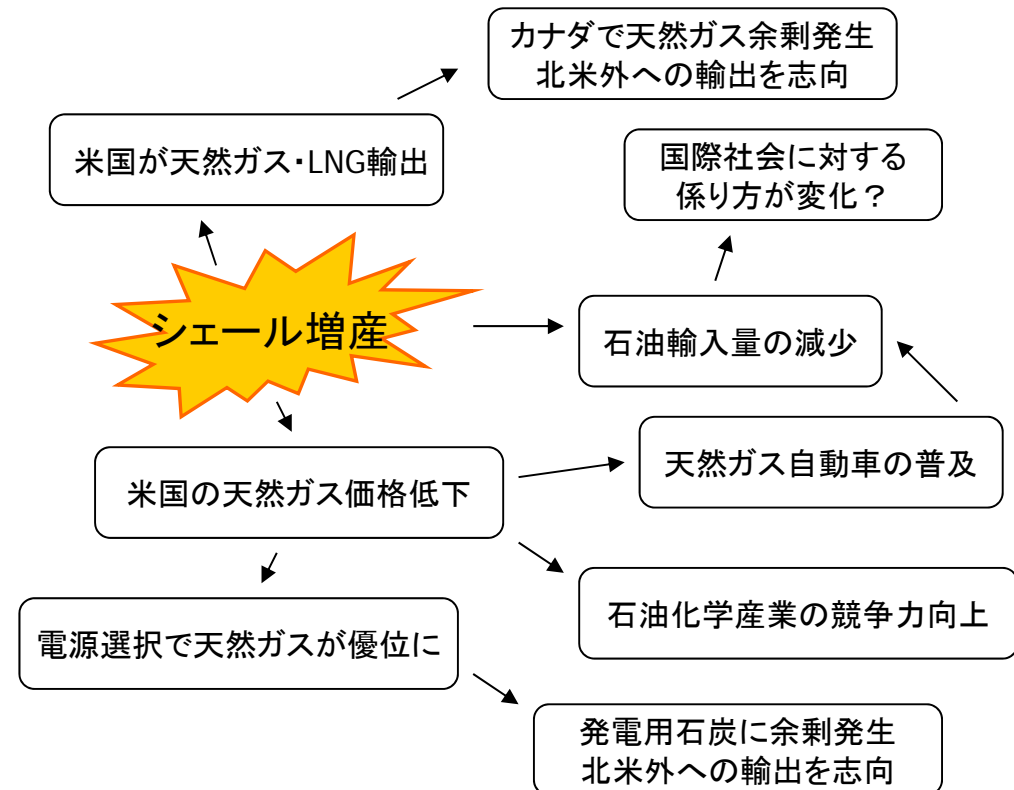 カナダで天然ガス余剰発生
北米外への輸出を志向
米国が天然ガス・LNG輸出
国際社会に対する
係り方が変化？
シェール増産
石油輸入量の減少
天然ガス自動車の普及
米国の天然ガス価格低下
石油化学産業の競争力向上
電源選択で天然ガスが優位に
発電用石炭に余剰発生
北米外への輸出を志向